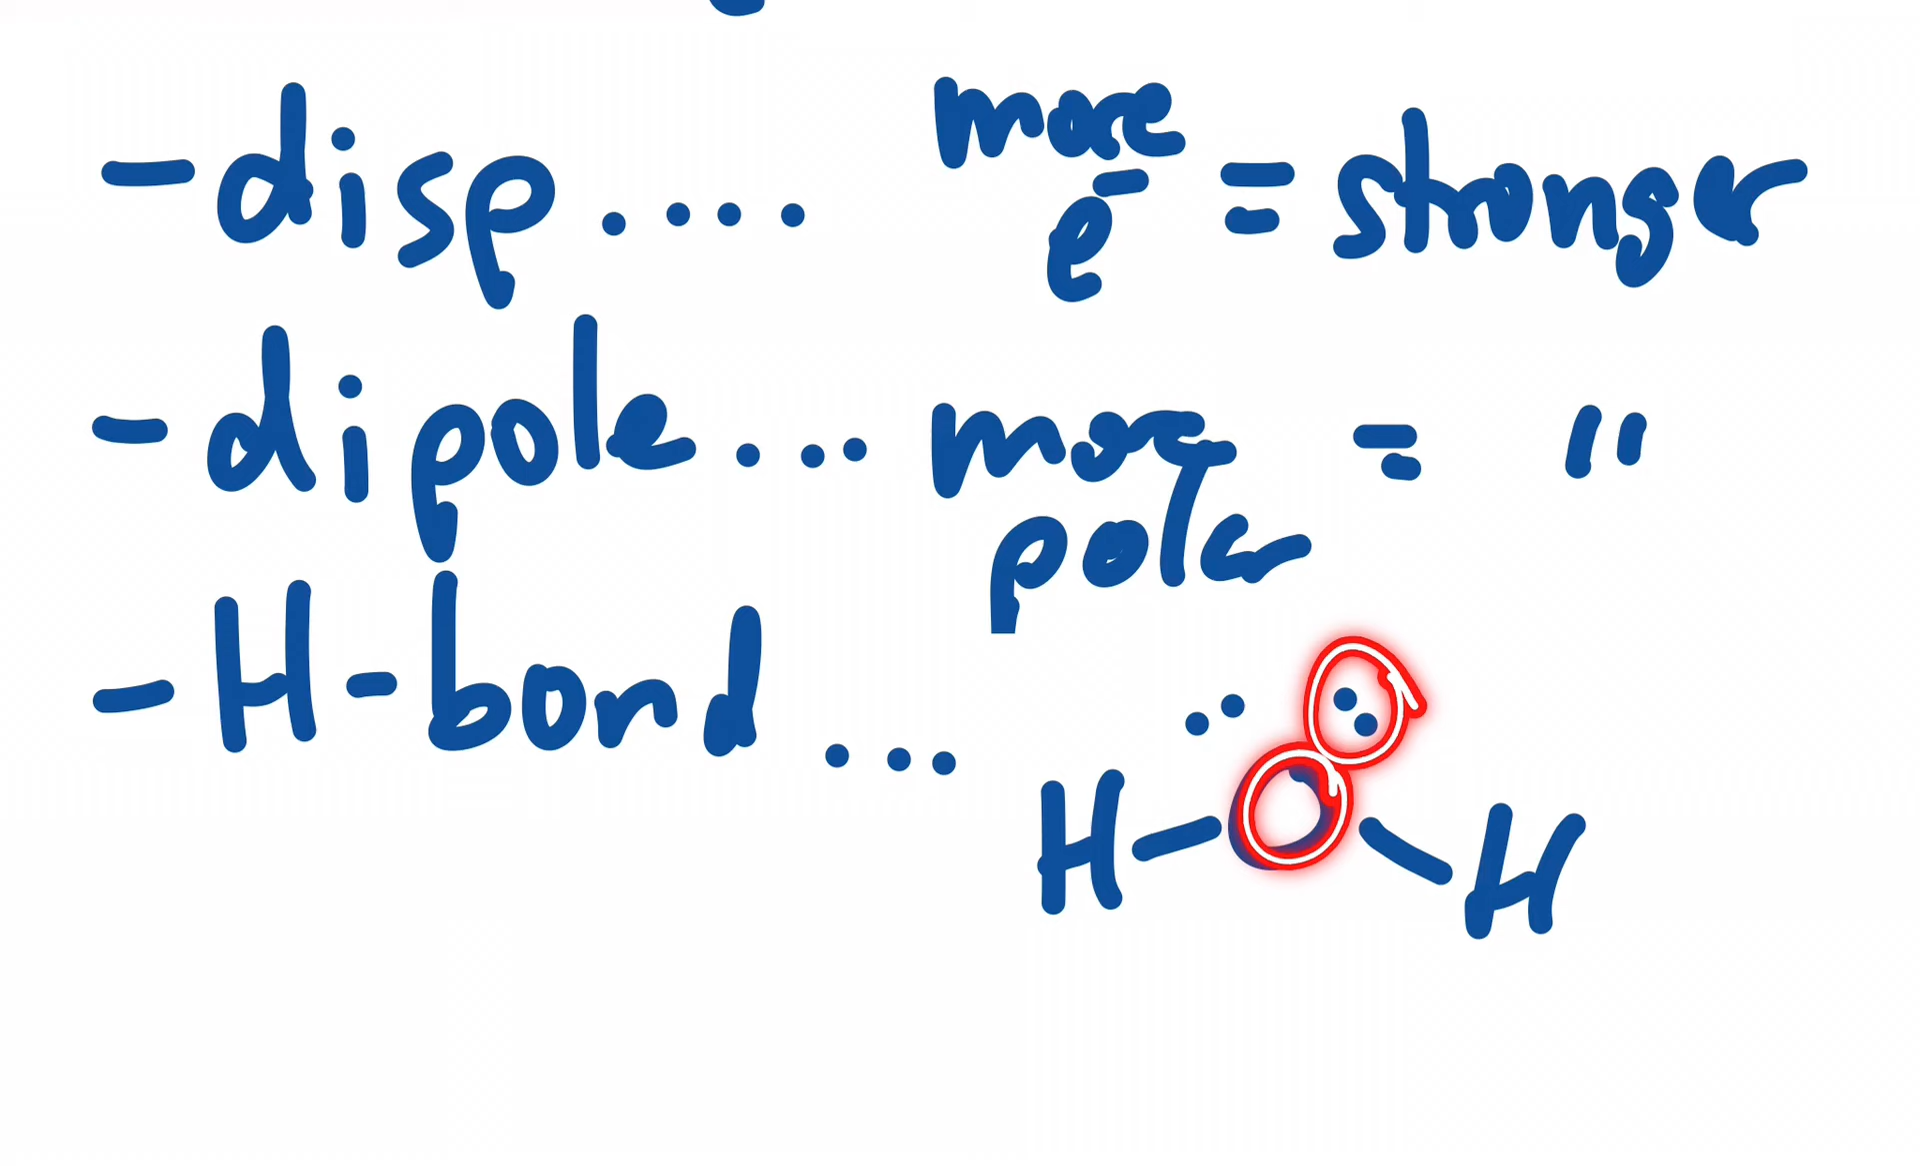 - disp .... more e⁻ = stronger
- dipole ... more polar = "
- H-bond ...
H-O-H